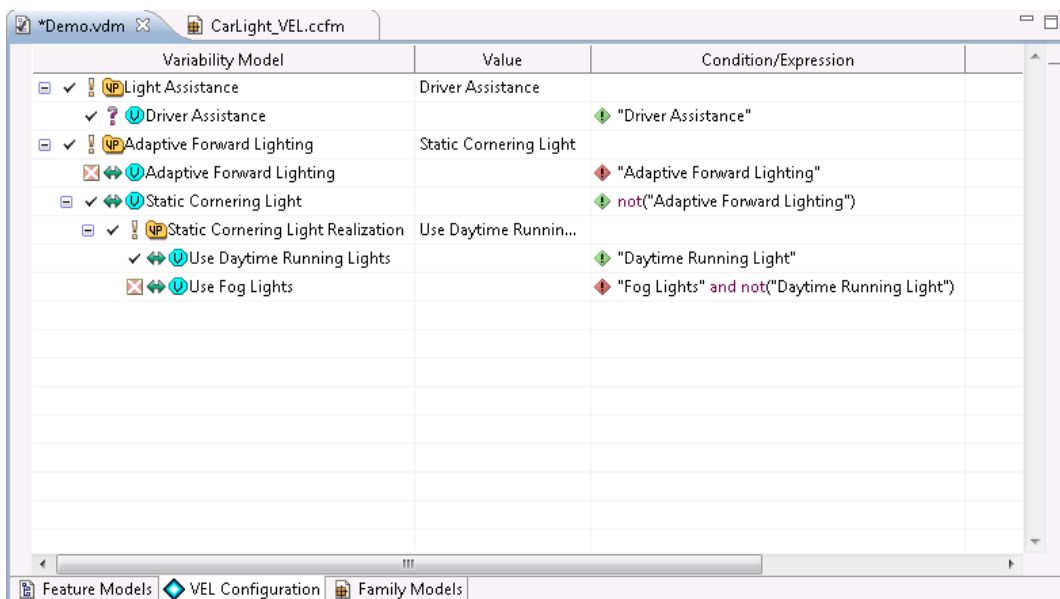 *Demo.vdm CarLight_VEL.ccfm
Variability Model Value Condition/Expression
VP Light Assistance Driver Assistance
? V Driver Assistance "Driver Assistance"
VP Adaptive Forward Lighting Static Cornering Light
V Adaptive Forward Lighting "Adaptive Forward Lighting"
V Static Cornering Light not("Adaptive Forward Lighting")
VP Static Cornering Light Realization Use Daytime Runnin...
V Use Daytime Running Lights "Daytime Running Light"
V Use Fog Lights "Fog Lights" and not("Daytime Running Light")
Feature Models VEL Configuration Family Models